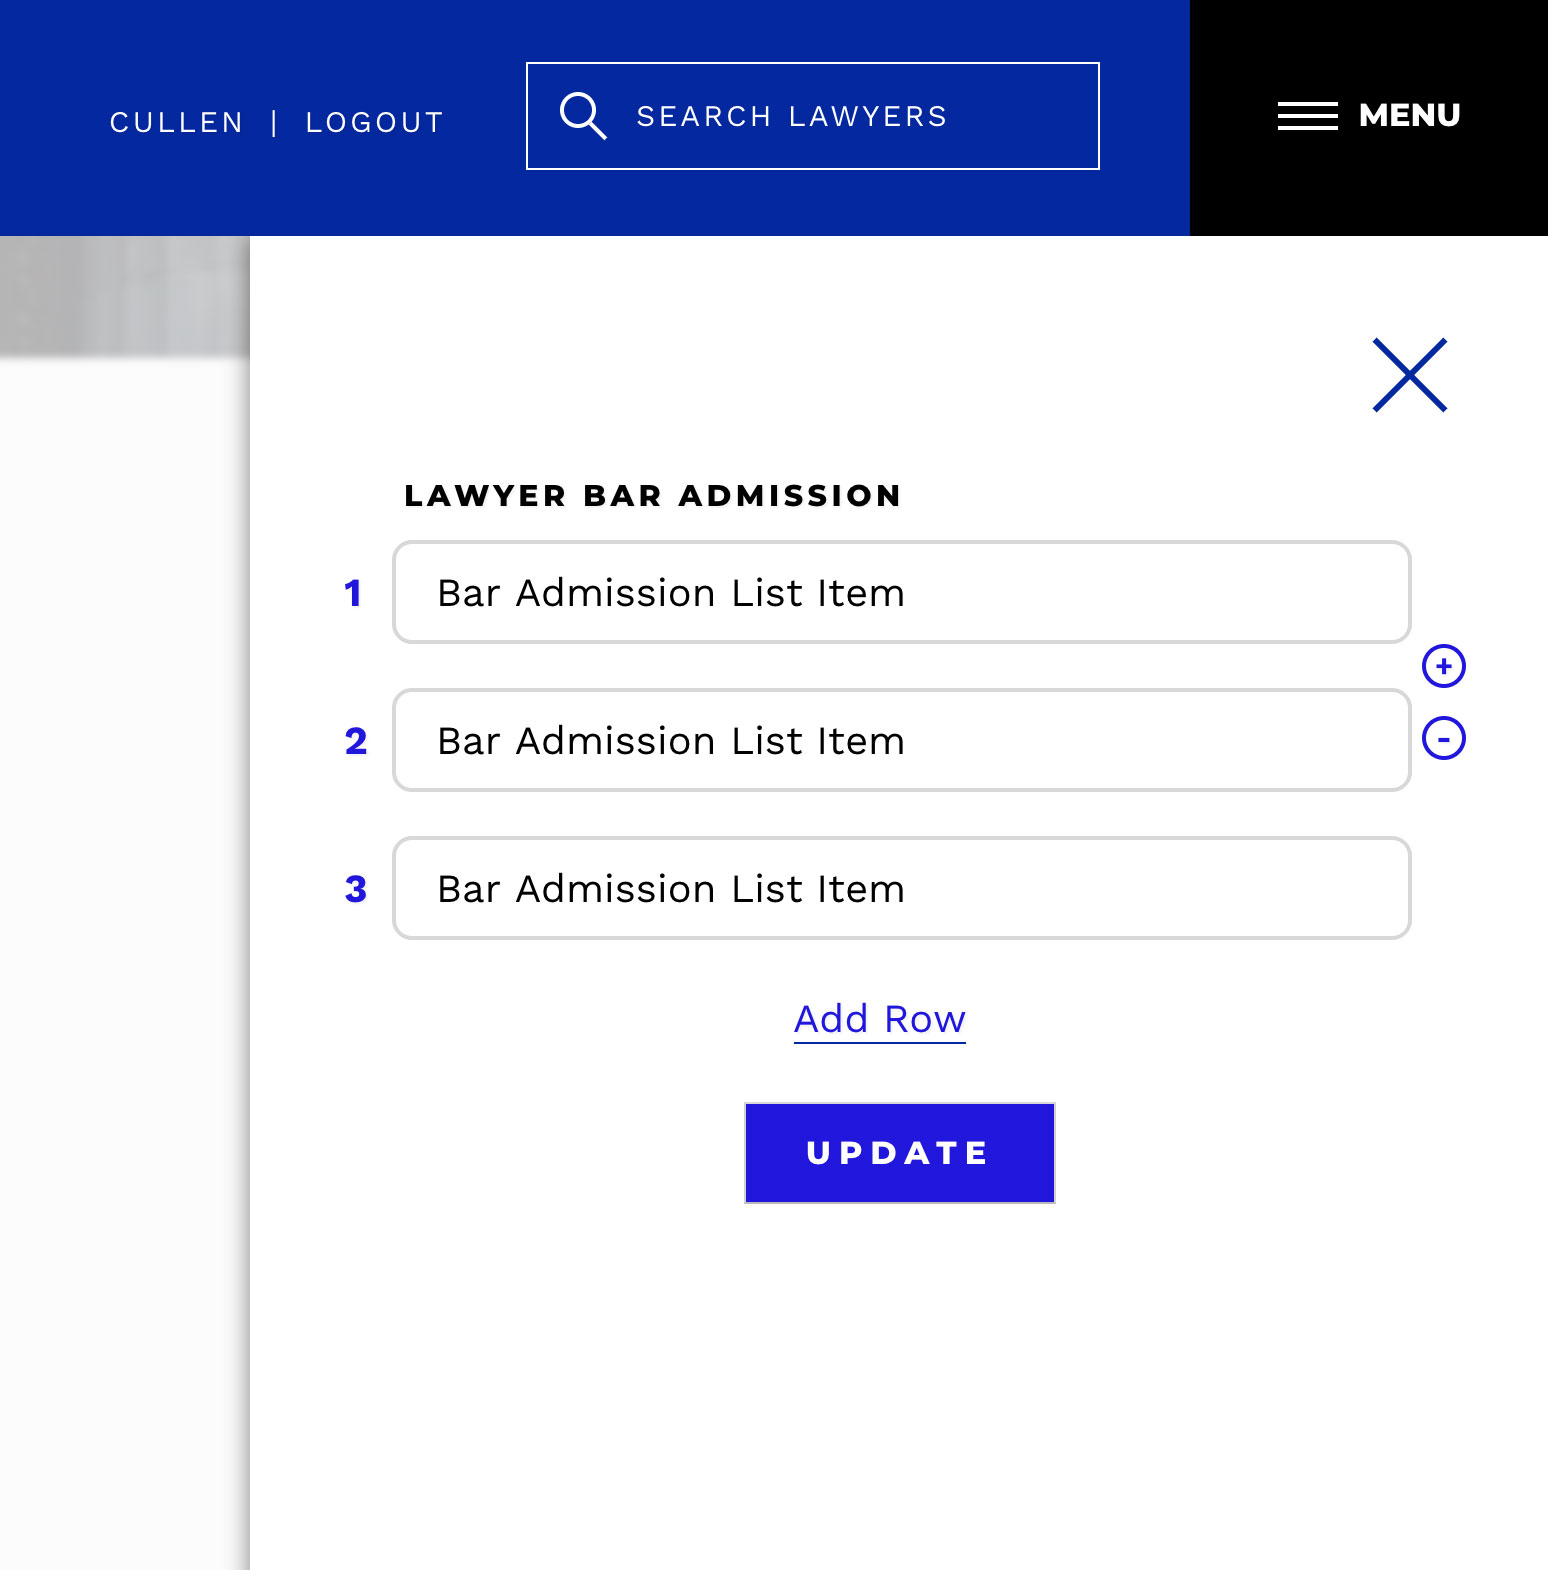 CULLEN | LOGOUT
SEARCH LAWYERS
MENU
LAWYER BAR ADMISSION
1 Bar Admission List Item
+
2 Bar Admission List Item -
3 Bar Admission List Item
Add Row
UPDATE